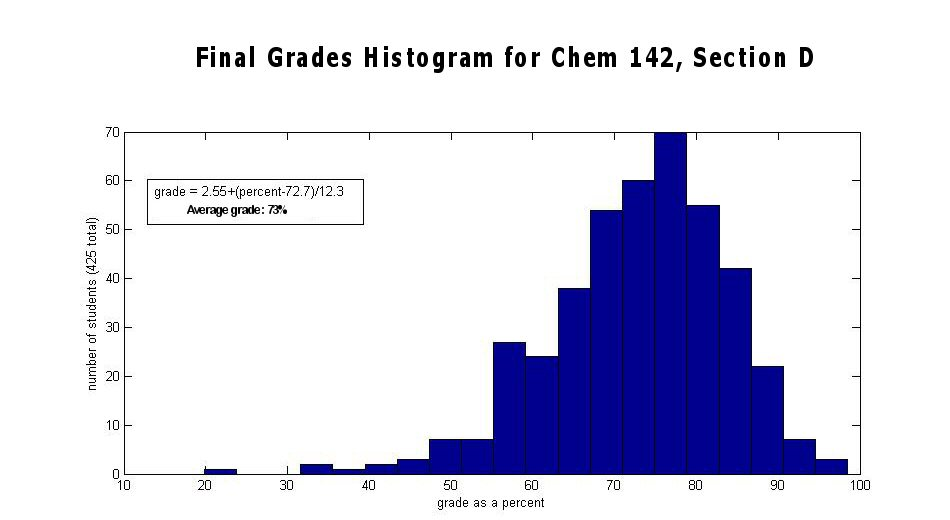 Final Grades Histogram for Chem 142, Section D
grade = 2.55+(percent-72.7)/12.3
Average grade: 73%
number of students (425 total)
70
60
50
40
30
20
10
0
10 20 30 40 50 60 70 80 90 100
grade as a percent